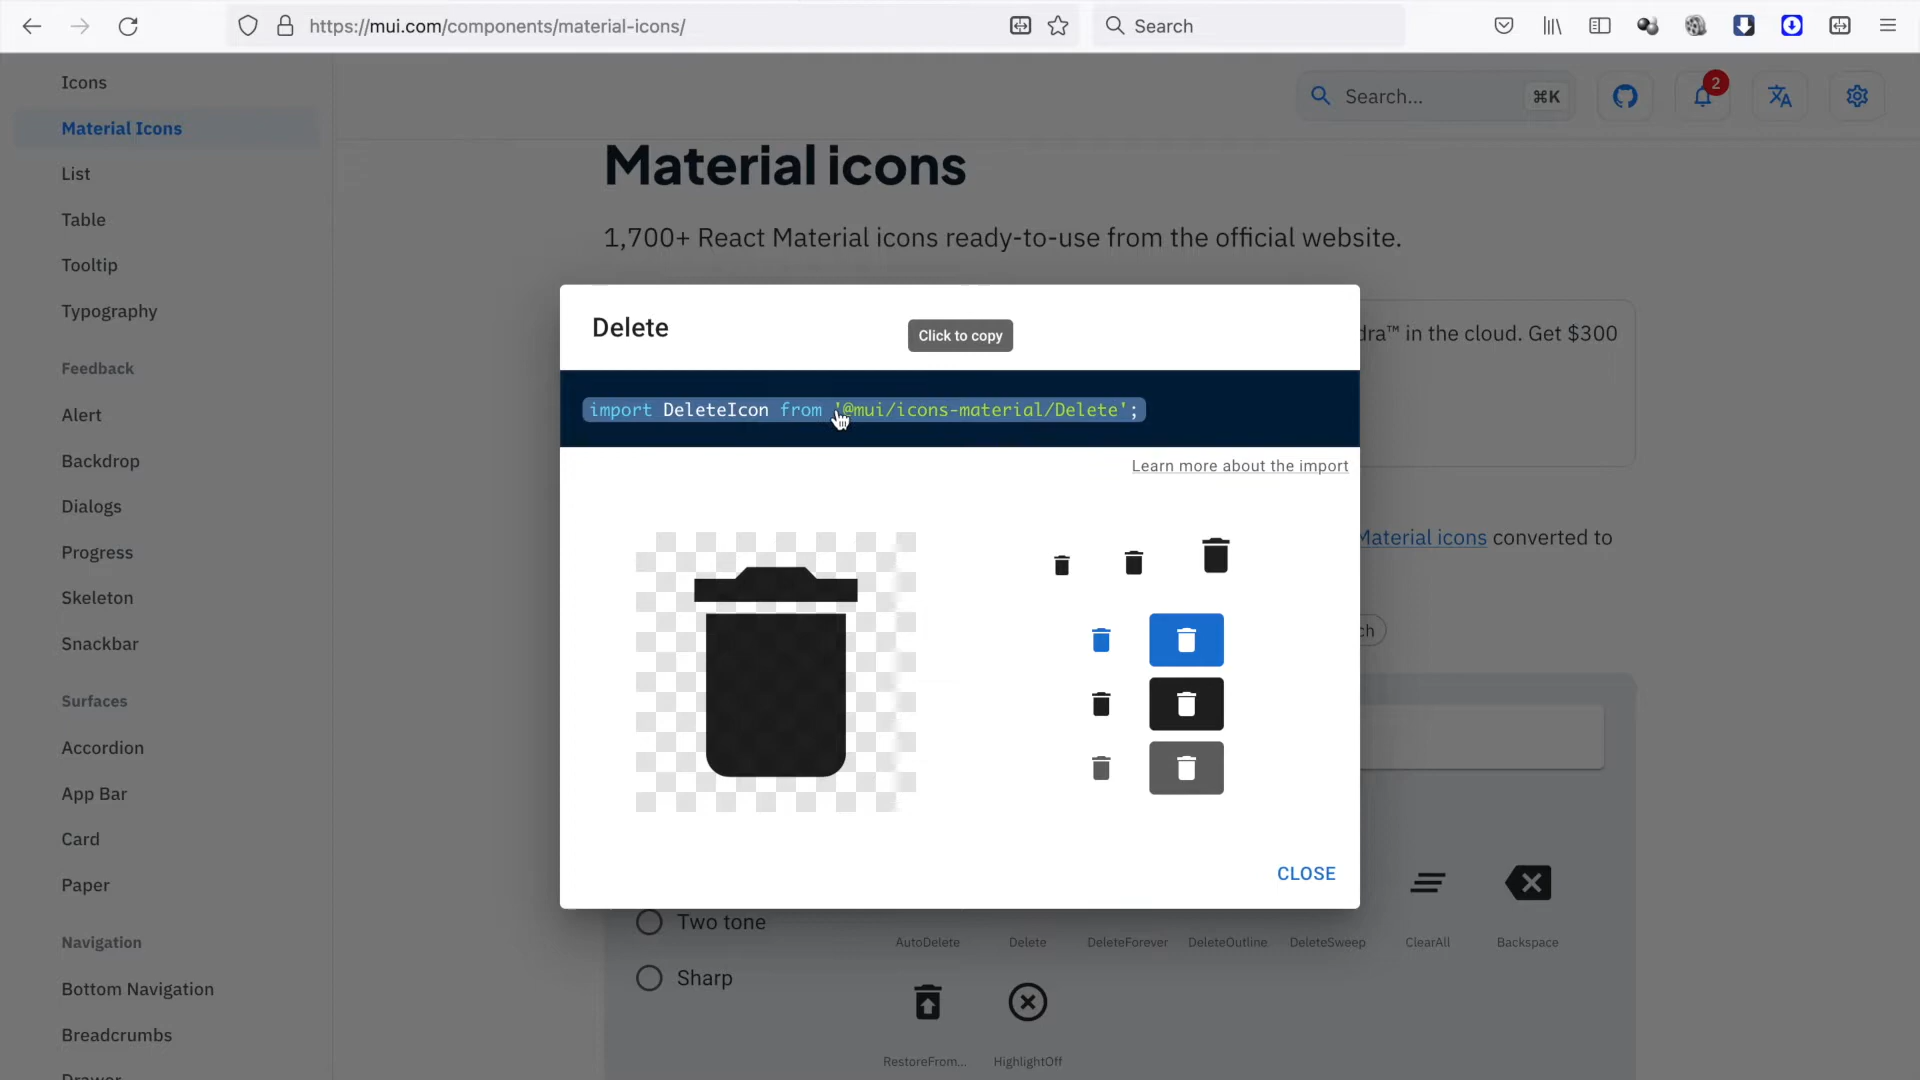 https://mui.com/components/material-icons/
Search
Icons
Material Icons
List
Table
Tooltip
Typography
Feedback
Alert
Backdrop
Dialogs
Progress
Skeleton
Snackbar
Surfaces
Accordion
App Bar
Card
Paper
Navigation
Bottom Navigation
Breadcrumbs
Drawer
Search...
⌘K
2
Material icons
1,700+ React Material icons ready-to-use from the official website.
dra™ in the cloud. Get $300
Delete
Click to copy
import DeleteIcon from '@mui/icons-material/Delete';
Learn more about the import
Material icons converted to
ch
CLOSE
Two tone
Sharp
AutoDelete
Delete
DeleteForever
DeleteOutline
DeleteSweep
ClearAll
Backspace
RestoreFrom...
HighlightOff